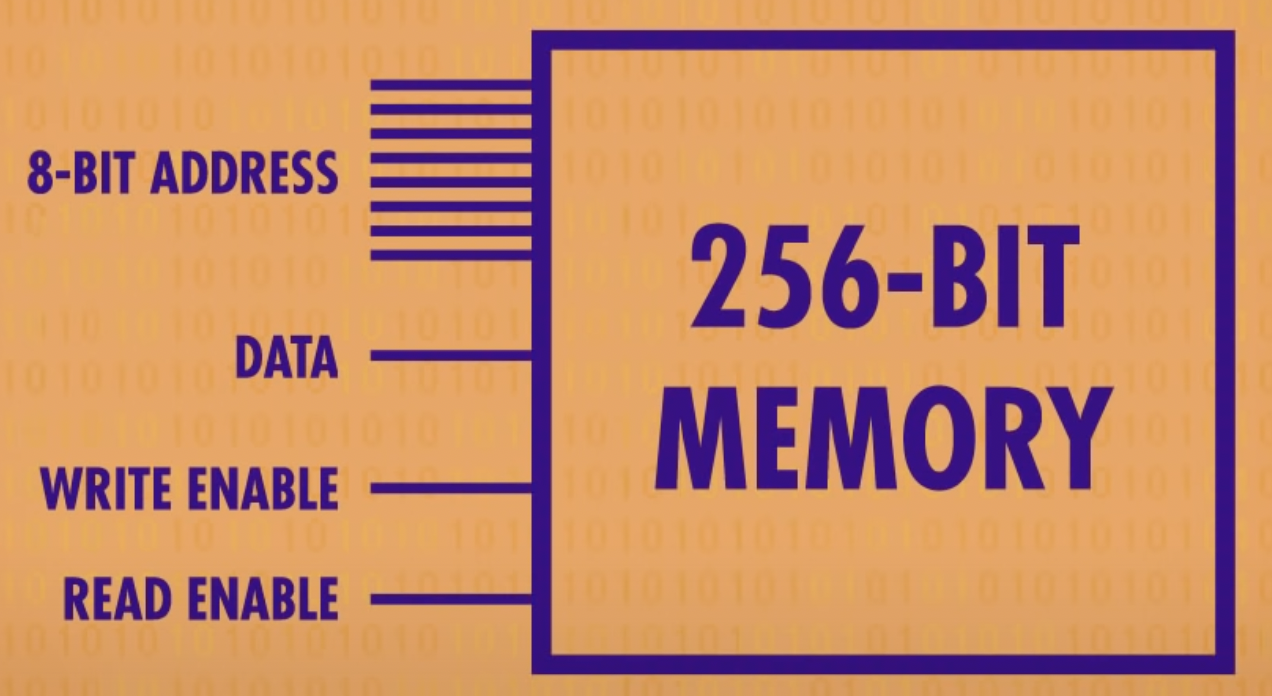 8-BIT ADDRESS
DATA
WRITE ENABLE
READ ENABLE
256-BIT
MEMORY